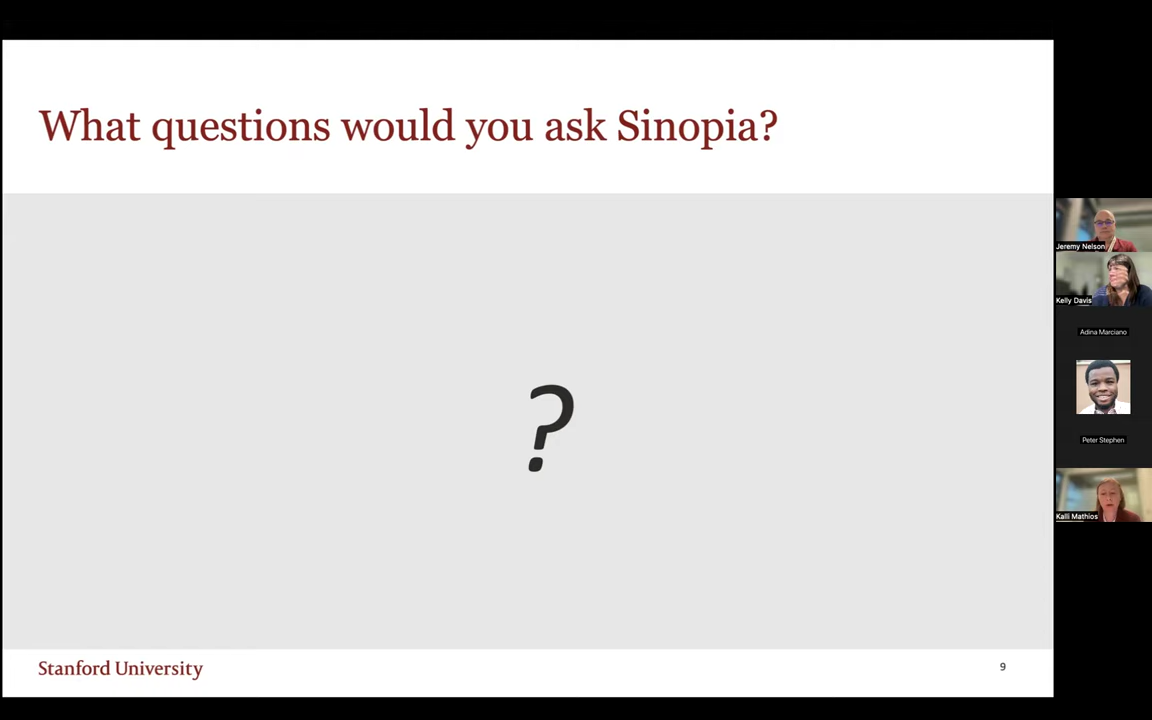 What questions would you ask Sinopia?
?
Stanford University
9
Jeremy Nelson
Kelly Davis
Adina Marciano
Peter Stephen
Kalli Mathios